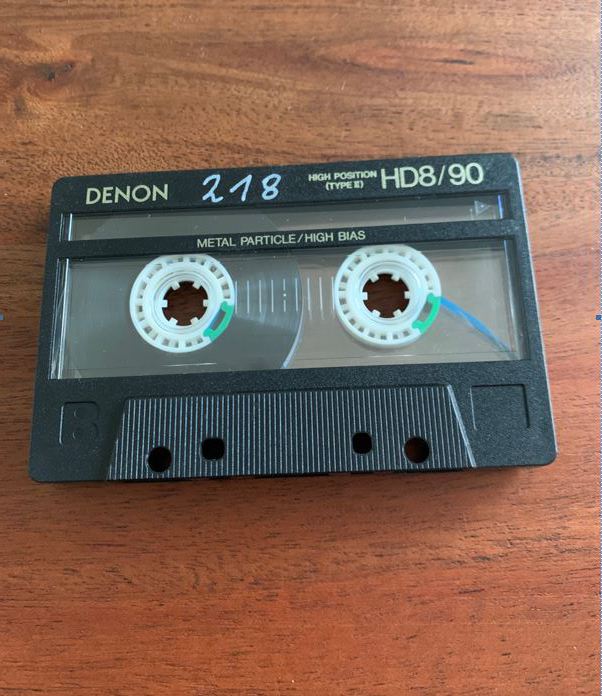 DENON 218 HIGH POSITION (TYPE II) HD8/90
METAL PARTICLE/HIGH BIAS
B